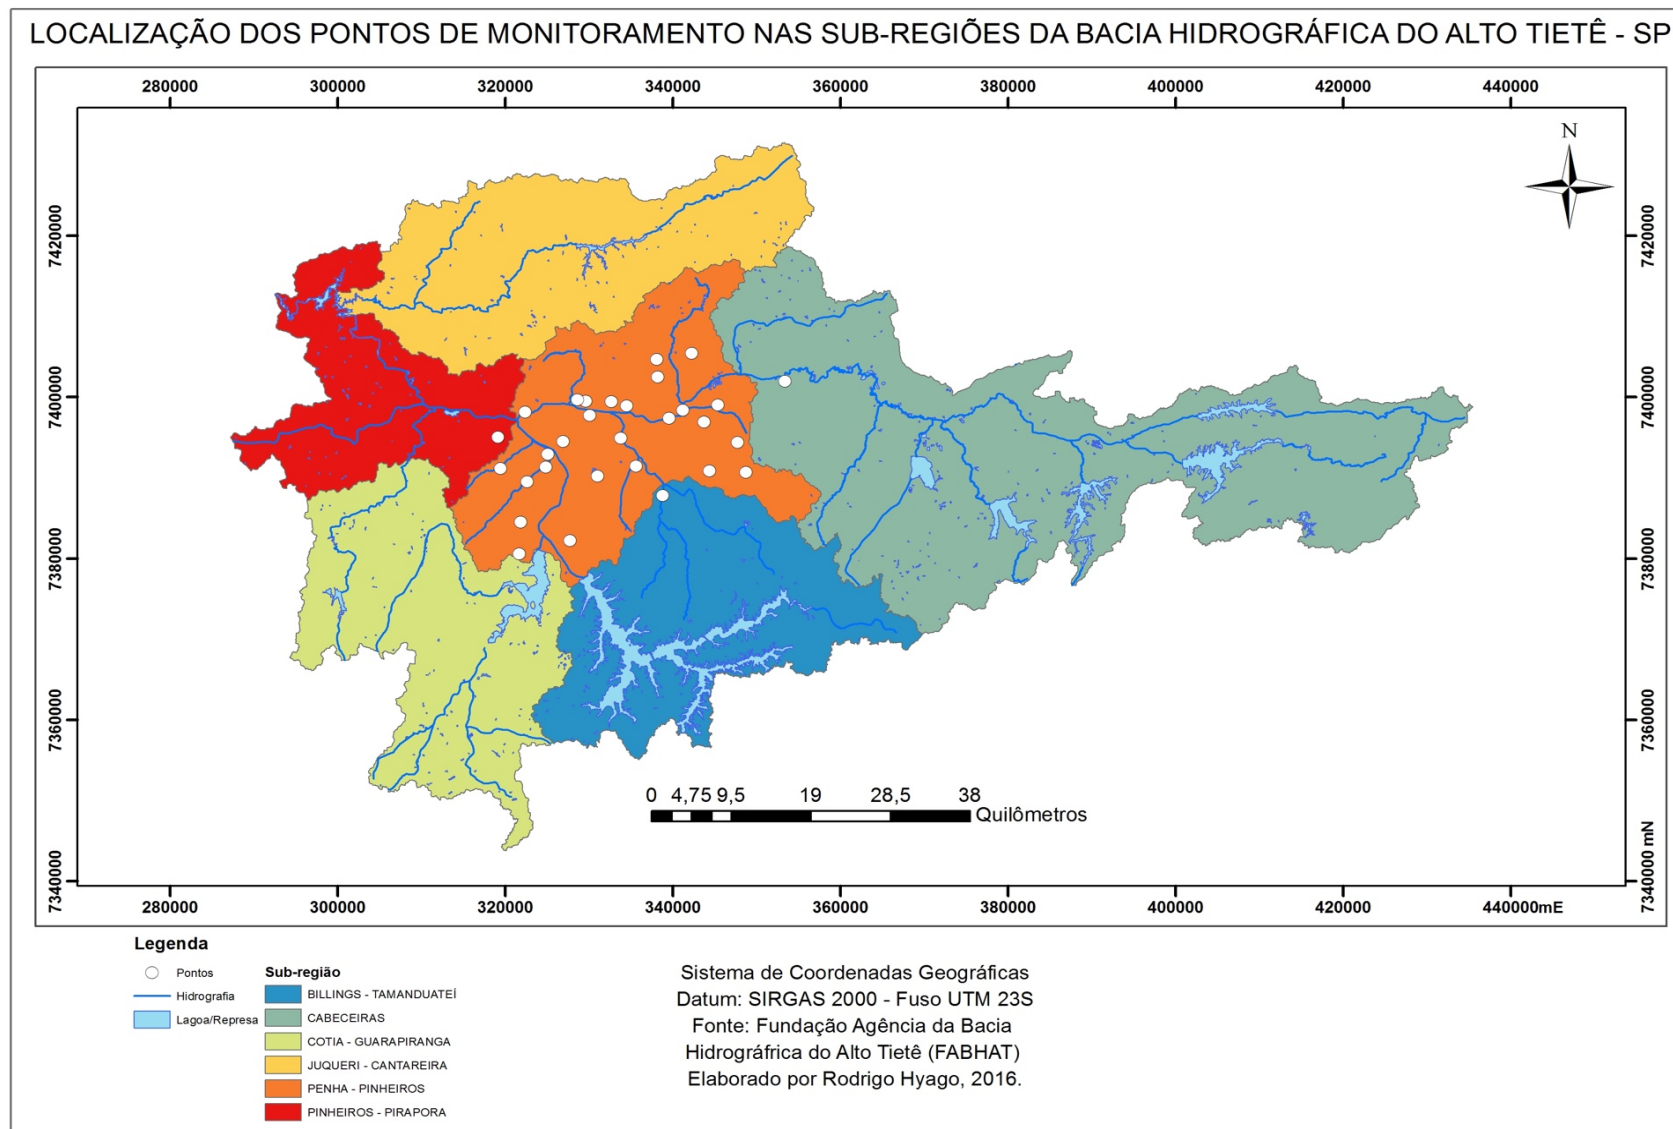 LOCALIZAÇÃO DOS PONTOS DE MONITORAMENTO NAS SUB-REGIÕES DA BACIA HIDROGRÁFICA DO ALTO TIETÊ - SP
280000 300000 320000 340000 360000 380000 400000 420000 440000
N
7420000 7420000
7400000 7400000
7380000 7380000
7360000 7360000
0 4,75 9,5 19 28,5 38
Quilômetros
7340000 7340000 mN
280000 300000 320000 340000 360000 380000 400000 420000 440000mE
Legenda
Pontos
Hidrografia
Lagoa/Represa
Sub-região
BILLINGS - TAMANDUATEÍ
CABECEIRAS
COTIA - GUARAPIRANGA
JUQUERI - CANTAREIRA
PENHA - PINHEIROS
PINHEIROS - PIRAPORA
Sistema de Coordenadas Geográficas
Datum: SIRGAS 2000 - Fuso UTM 23S
Fonte: Fundação Agência da Bacia
Hidrográfrica do Alto Tietê (FABHAT)
Elaborado por Rodrigo Hyago, 2016.